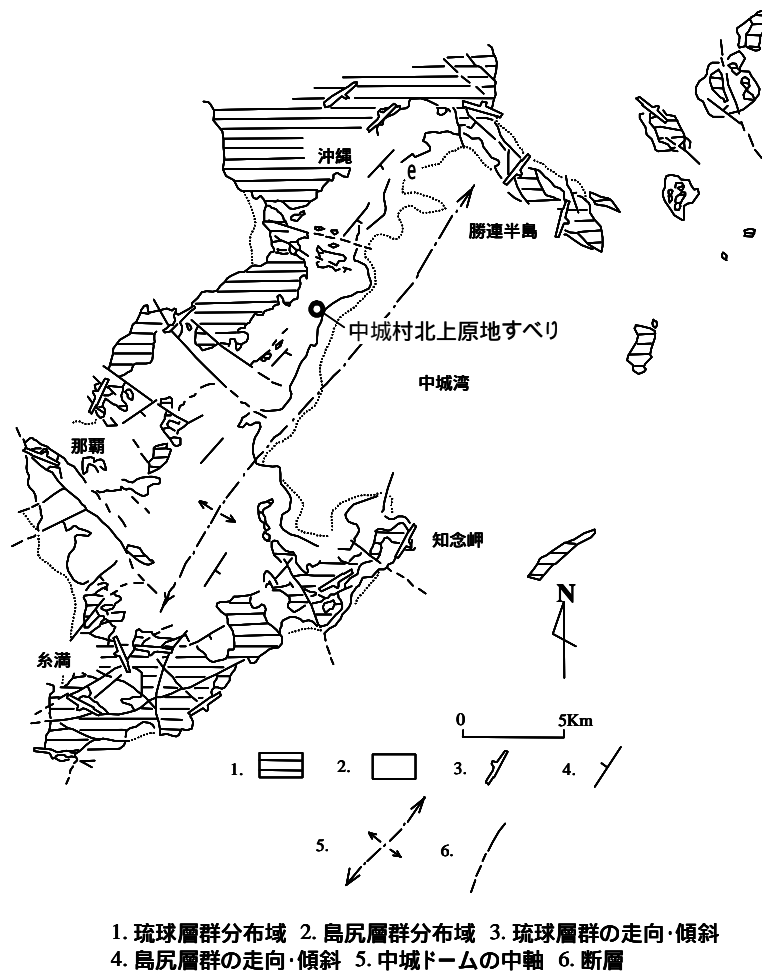 沖縄
e
勝連半島
中城村北上原地すべり
中城湾
那覇
知念岬
N
糸満
0 5Km
1. 2. 3. 4.
5. 6.
1. 琉球層群分布域 2. 島尻層群分布域 3. 琉球層群の走向･傾斜
4. 島尻層群の走向･傾斜 5. 中城ドームの中軸 6. 断層